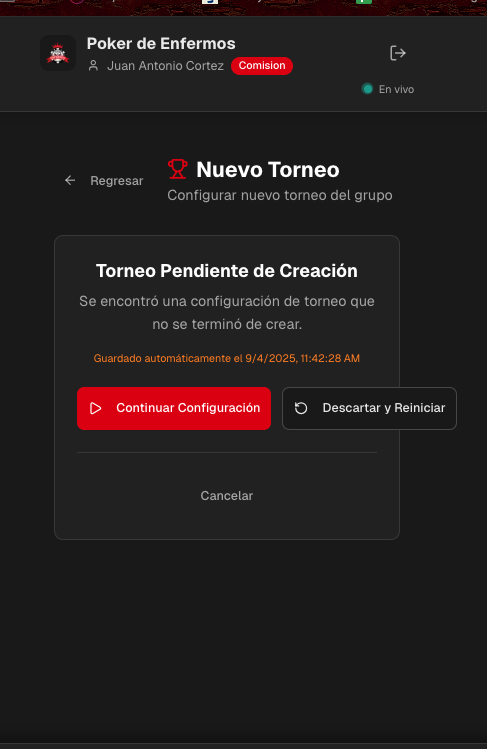 Poker de Enfermos
Juan Antonio Cortez Comision
En vivo
Regresar
Nuevo Torneo
Configurar nuevo torneo del grupo
Torneo Pendiente de Creación
Se encontró una configuración de torneo que
no se terminó de crear.
Guardado automáticamente el 9/4/2025, 11:42:28 AM
Continuar Configuración
Descartar y Reiniciar
Cancelar